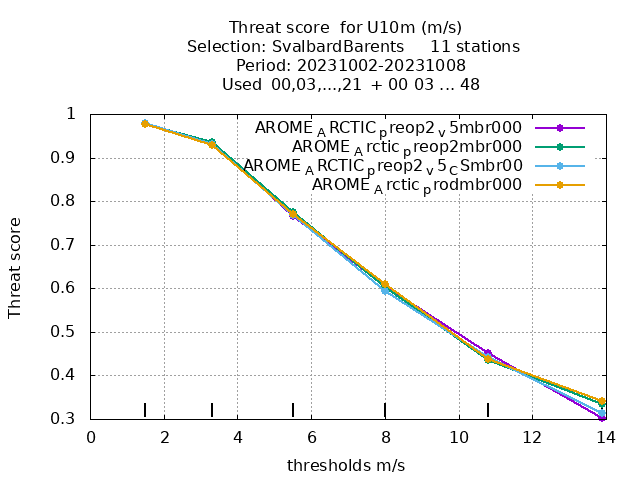 Threat score  for U10m (m/s)
Selection: SvalbardBarents     11 stations
Period: 20231002-20231008
Used  00,03,...,21  + 00 03 ... 48
AROME_ARCTIC_preop2_v5mbr000
AROME_Arctic_preop2mbr000
AROME_ARCTIC_preop2_v5_CSmbr00
AROME_Arctic_prodmbr000
1
0.9
0.8
0.7
0.6
0.5
0.4
0.3
Threat score
0 2 4 6 8 10 12 14
thresholds m/s